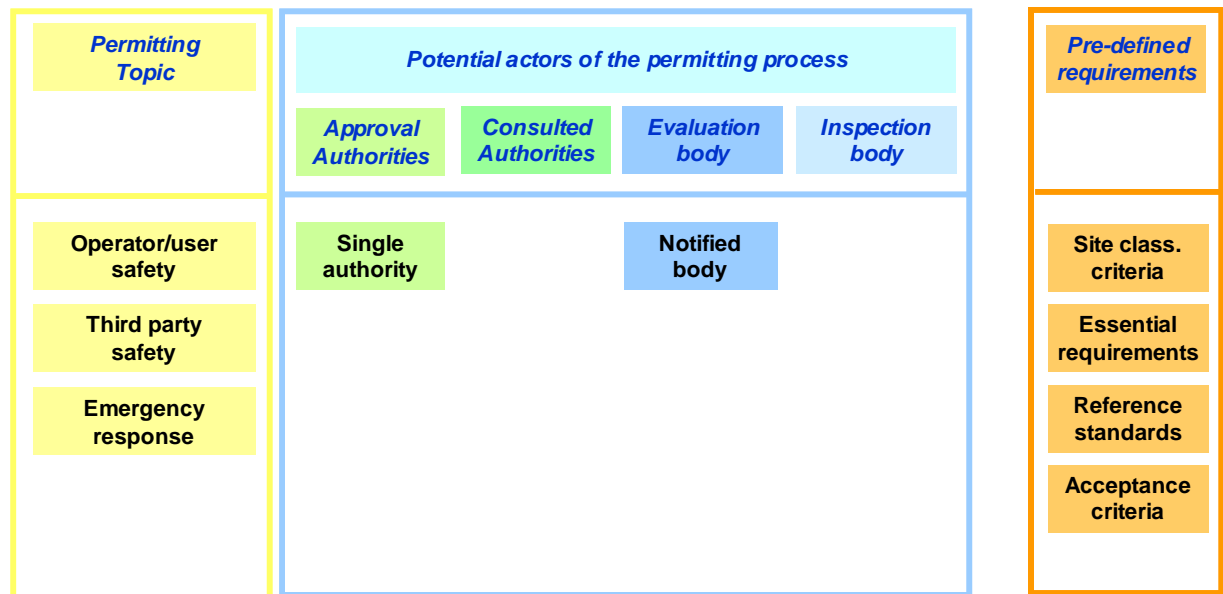 Permitting
Topic
Potential actors of the permitting process
Pre-defined
requirements
Approval
Authorities
Consulted
Authorities
Evaluation
body
Inspection
body
Operator/user
safety
Single
authority
Notified
body
Site class.
criteria
Third party
safety
Essential
requirements
Emergency
response
Reference
standards
Acceptance
criteria